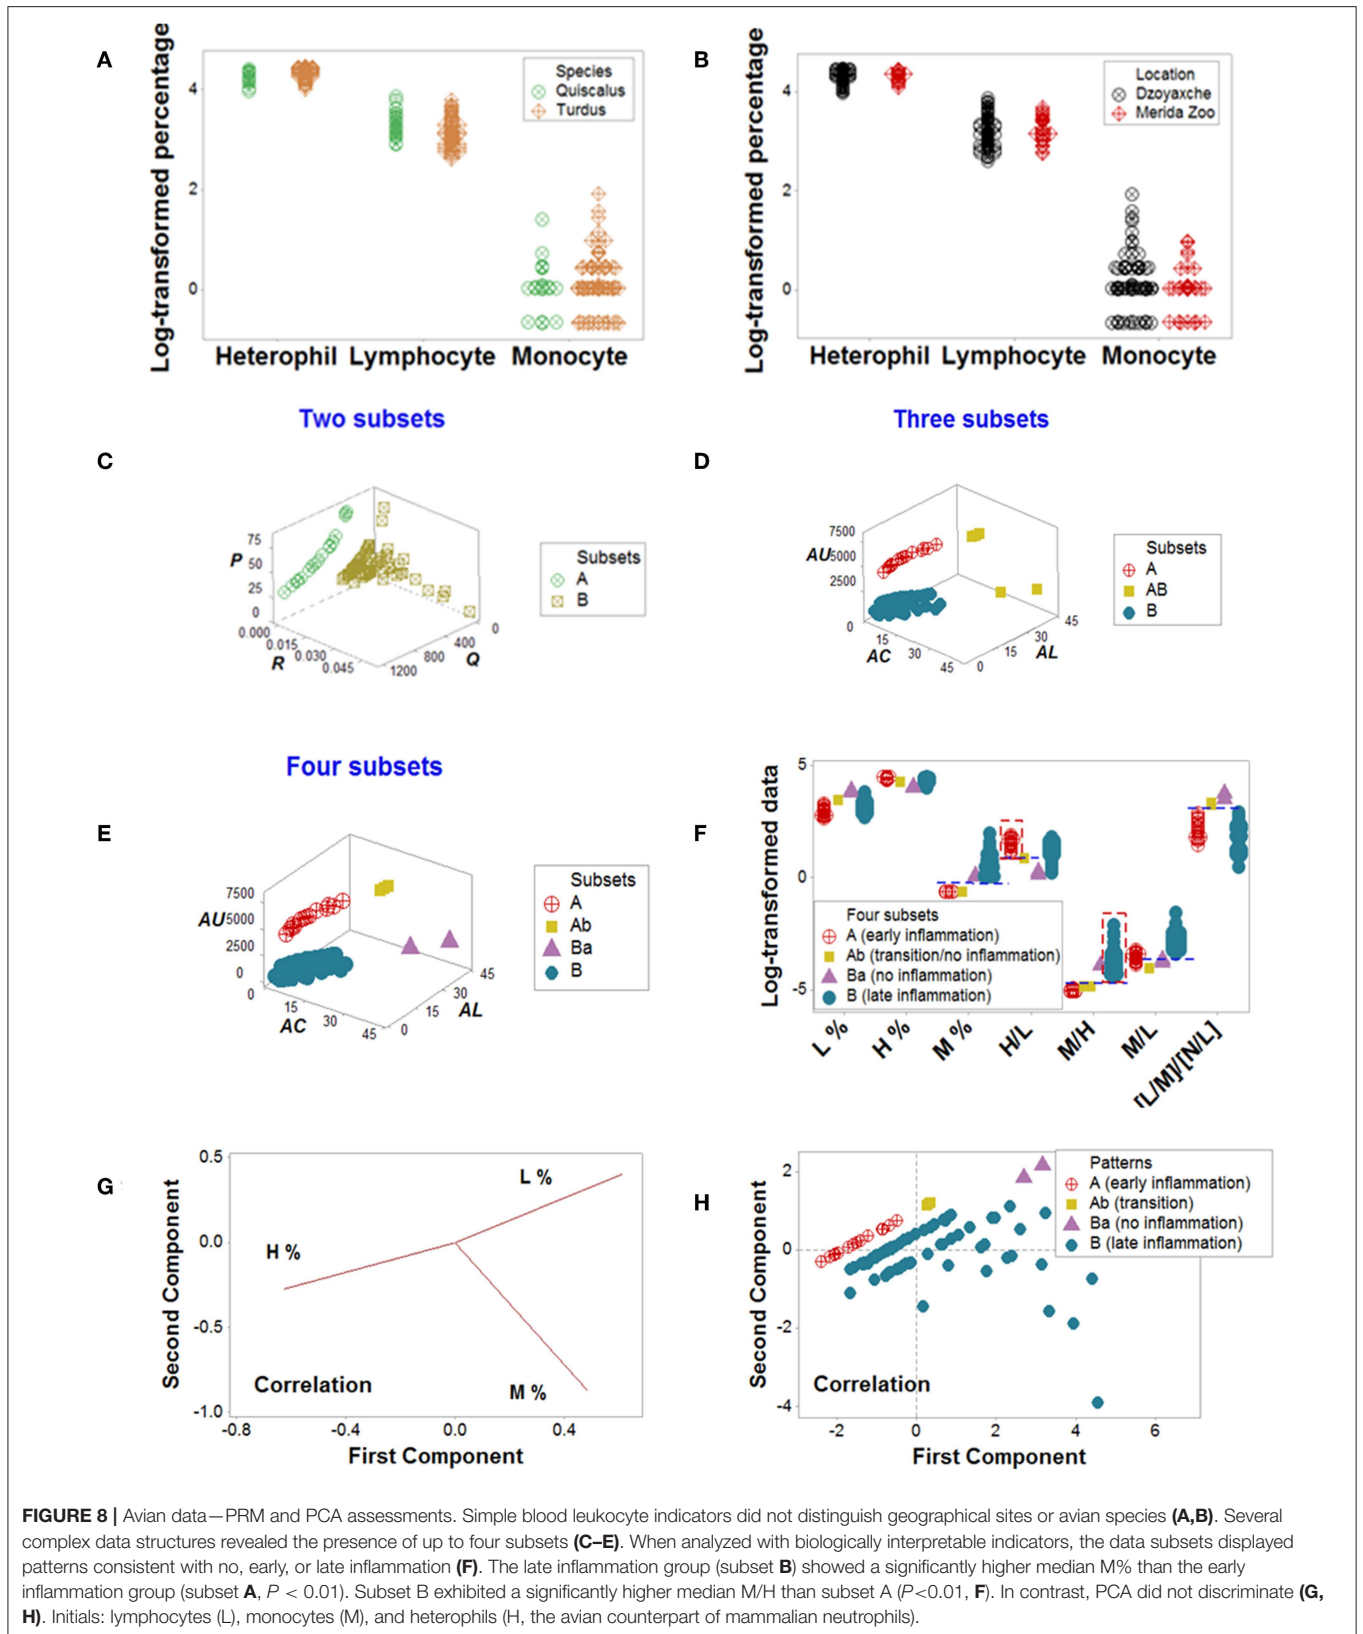 A
Log-transformed percentage
4
2
0
Species
Quiscalus
Turdus
Heterophil Lymphocyte Monocyte
B
Log-transformed percentage
4
2
0
Location
Dzoyaxche
Merida Zoo
Heterophil Lymphocyte Monocyte
Two subsets
Three subsets
C
P
75
50
25
0
0.000
0.015
0.030
0.045
R
1200
800
400
0
Q
Subsets
A
B
D
AU
7500
5000
2500
0
15
30
45
AC
0
15
30
45
AL
Subsets
A
AB
B
Four subsets
E
AU
7500
5000
2500
0
0
15
30
45
AC
0
15
30
45
AL
Subsets
A
Ab
Ba
B
F
Log-transformed data
5
0
-5
Four subsets
A (early inflammation)
Ab (transition/no inflammation)
Ba (no inflammation)
B (late inflammation)
L %
H %
M %
H/L
M/H
M/L
[L/M]/[N/L]
G
Second Component
0.5
0.0
-0.5
-1.0
L %
H %
M %
Correlation
-0.8
-0.4
0.0
0.4
First Component
H
Second Component
2
0
-2
-4
Patterns
A (early inflammation)
Ab (transition)
Ba (no inflammation)
B (late inflammation)
Correlation
-2
0
2
4
6
First Component
FIGURE 8 | Avian data—PRM and PCA assessments. Simple blood leukocyte indicators did not distinguish geographical sites or avian species (A,B). Several
complex data structures revealed the presence of up to four subsets (C–E). When analyzed with biologically interpretable indicators, the data subsets displayed
patterns consistent with no, early, or late inflammation (F). The late inflammation group (subset B) showed a significantly higher median M% than the early
inflammation group (subset A, P < 0.01). Subset B exhibited a significantly higher median M/H than subset A (P<0.01, F). In contrast, PCA did not discriminate (G,
H). Initials: lymphocytes (L), monocytes (M), and heterophils (H, the avian counterpart of mammalian neutrophils).